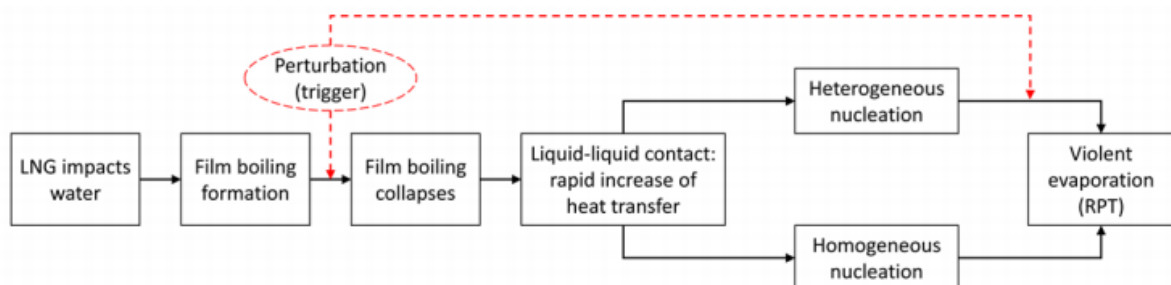 Perturbation
(trigger)
LNG impacts
water
Film boiling
formation
Film boiling
collapses
Liquid-liquid contact:
rapid increase of
heat transfer
Heterogeneous
nucleation
Homogeneous
nucleation
Violent
evaporation
(RPT)